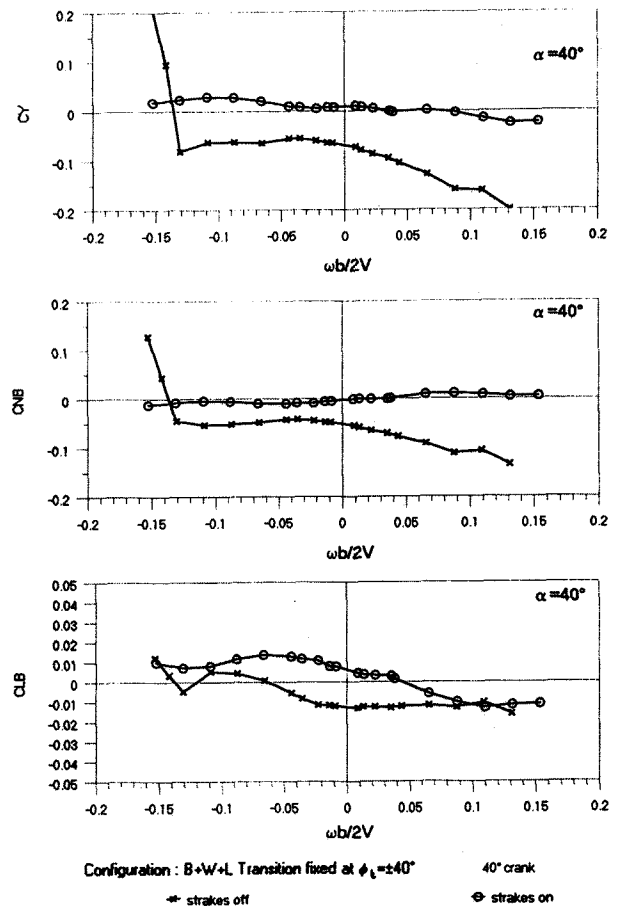 0.2
0.1
0
-0.1
-0.2
CY
α =40°
-0.2 -0.15 -0.1 -0.05 0 0.05 0.1 0.15 0.2
ωb/2V
0.2
0.1
0
-0.1
-0.2
CNB
α =40°
-0.2 -0.15 -0.1 -0.05 0 0.05 0.1 0.15 0.2
ωb/2V
0.05
0.04
0.03
0.02
0.01
0
-0.01
-0.02
-0.03
-0.04
-0.05
CLB
α =40°
-0.2 -0.15 -0.1 -0.05 0 0.05 0.1 0.15 0.2
ωb/2V
Configuration : B+W+L Transition fixed at ϕt=±40° 40° crank
strakes off strakes on